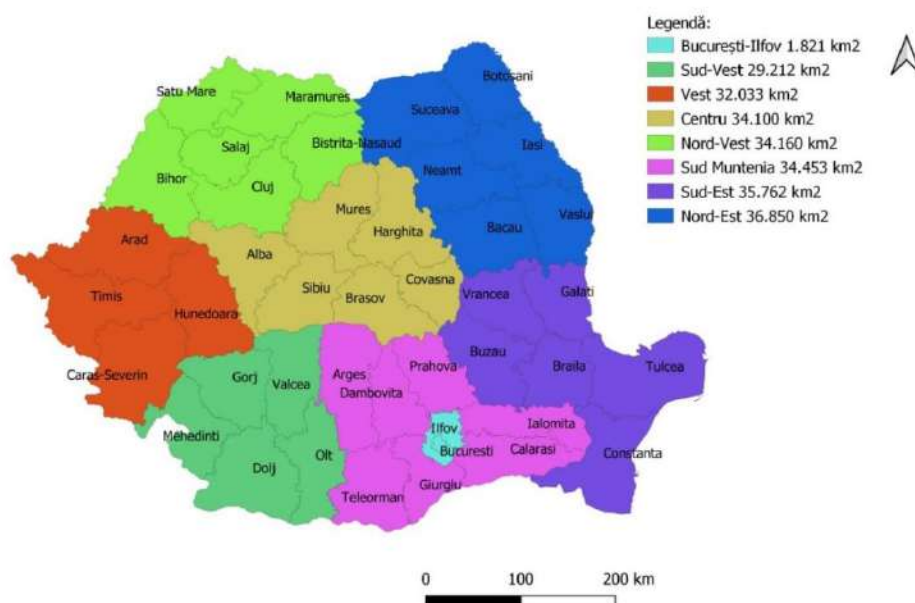 Legendă:
București-Ilfov 1.821 km2
Sud-Vest 29.212 km2
Vest 32.033 km2
Centru 34.100 km2
Nord-Vest 34.160 km2
Sud Muntenia 34.453 km2
Sud-Est 35.762 km2
Nord-Est 36.850 km2
Botosani
Satu Mare
Maramures
Suceava
Salaj
Bistrita-Nasaud
Iasi
Bihor
Cluj
Neamt
Mures
Vaslui
Bacau
Harghita
Arad
Alba
Covasna
Timis
Sibiu
Brasov
Vrancea
Galati
Hunedoara
Buzau
Braila
Tulcea
Caras-Severin
Gorj
Valcea
Arges
Prahova
Dambovita
Ilfov
Ialomita
Mehedinti
Olt
Bucuresti
Calarasi
Constanta
Dolj
Teleorman
Giurgiu
0 100 200 km